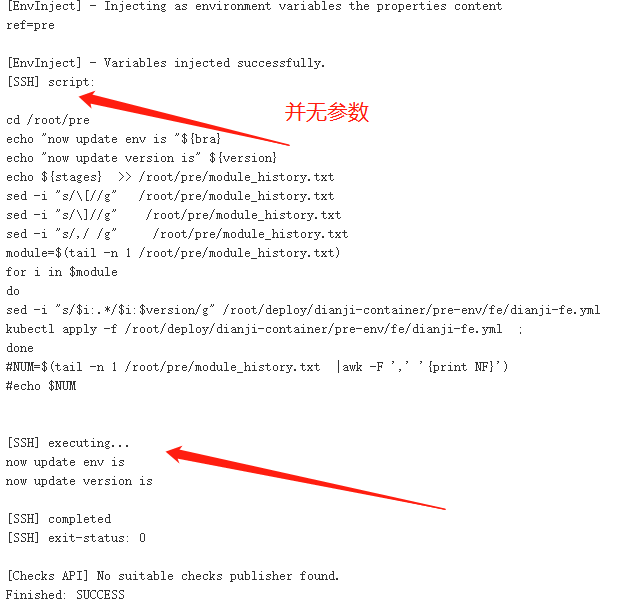 [EnvInject] - Injecting as environment variables the properties content
ref=pre
[EnvInject] - Variables injected successfully.
[SSH] script:
并无参数
cd /root/pre
echo "now update env is "${bra}
echo "now update version is" ${version}
echo ${stages}  >> /root/pre/module_history.txt
sed -i "s/\[//g"   /root/pre/module_history.txt
sed -i "s/\]//g"    /root/pre/module_history.txt
sed -i "s/,/ /g"     /root/pre/module_history.txt
module=$(tail -n 1 /root/pre/module_history.txt)
for i in $module
do
sed -i "s/$i:.*/$i:$version/g" /root/deploy/dianji-container/pre-env/fe/dianji-fe.yml
kubectl apply -f /root/deploy/dianji-container/pre-env/fe/dianji-fe.yml  ;
done
#NUM=$(tail -n 1 /root/pre/module_history.txt  |awk -F ',' '{print NF}')
#echo $NUM
[SSH] executing...
now update env is
now update version is
[SSH] completed
[SSH] exit-status: 0
[Checks API] No suitable checks publisher found.
Finished: SUCCESS